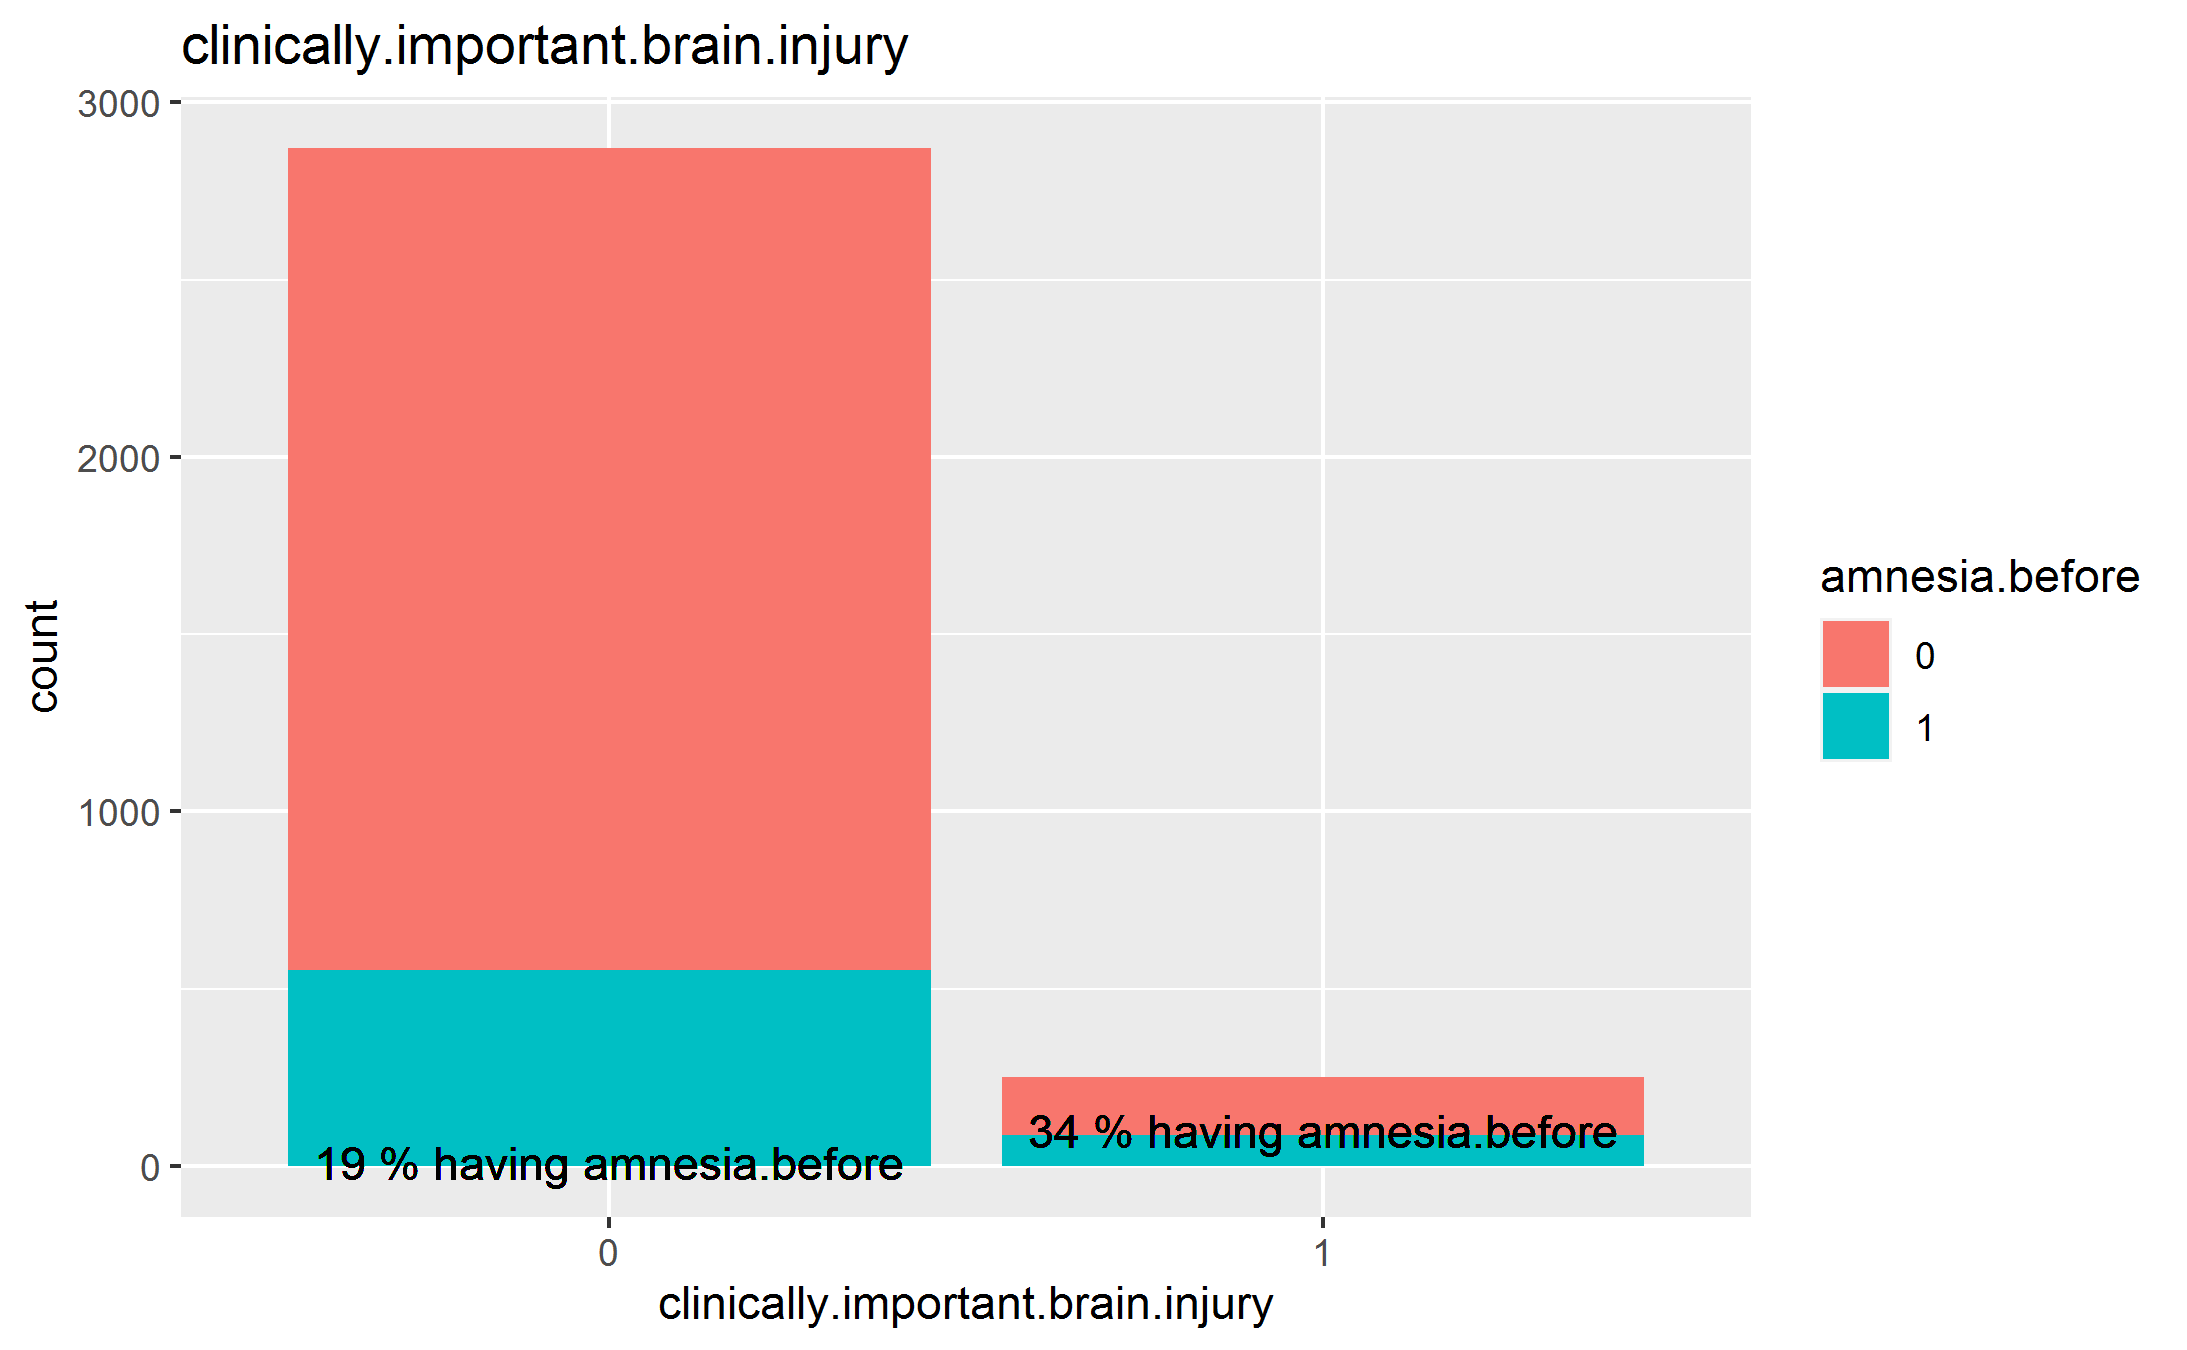 clinically.important.brain.injury
3000
2000
1000
0
count
19 % having amnesia.before
34 % having amnesia.before
0
1
clinically.important.brain.injury
amnesia.before
0
1